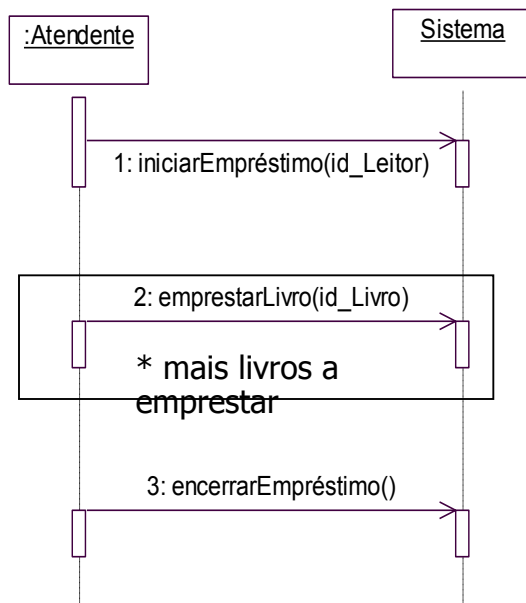 :Atendente
Sistema
1: iniciarEmpréstimo(id_Leitor)
2: emprestarLivro(id_Livro)
* mais livros a
emprestar
3: encerrarEmpréstimo()